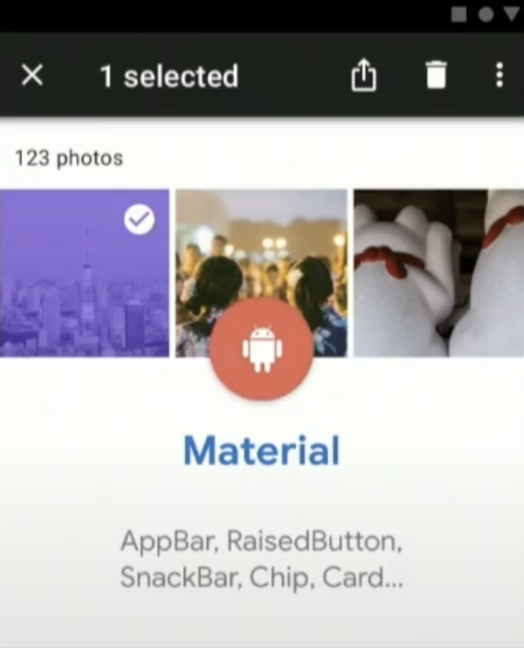 1 selected
123 photos
Material
AppBar, RaisedButton,
SnackBar, Chip, Card...